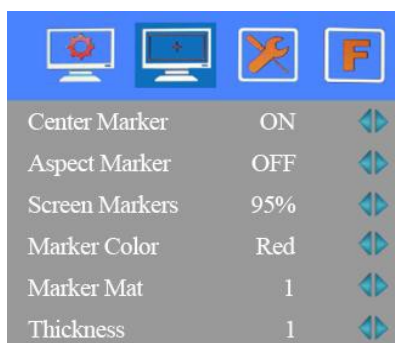 F
Center Marker ON
Aspect Marker OFF
Screen Markers 95%
Marker Color Red
Marker Mat 1
Thickness 1